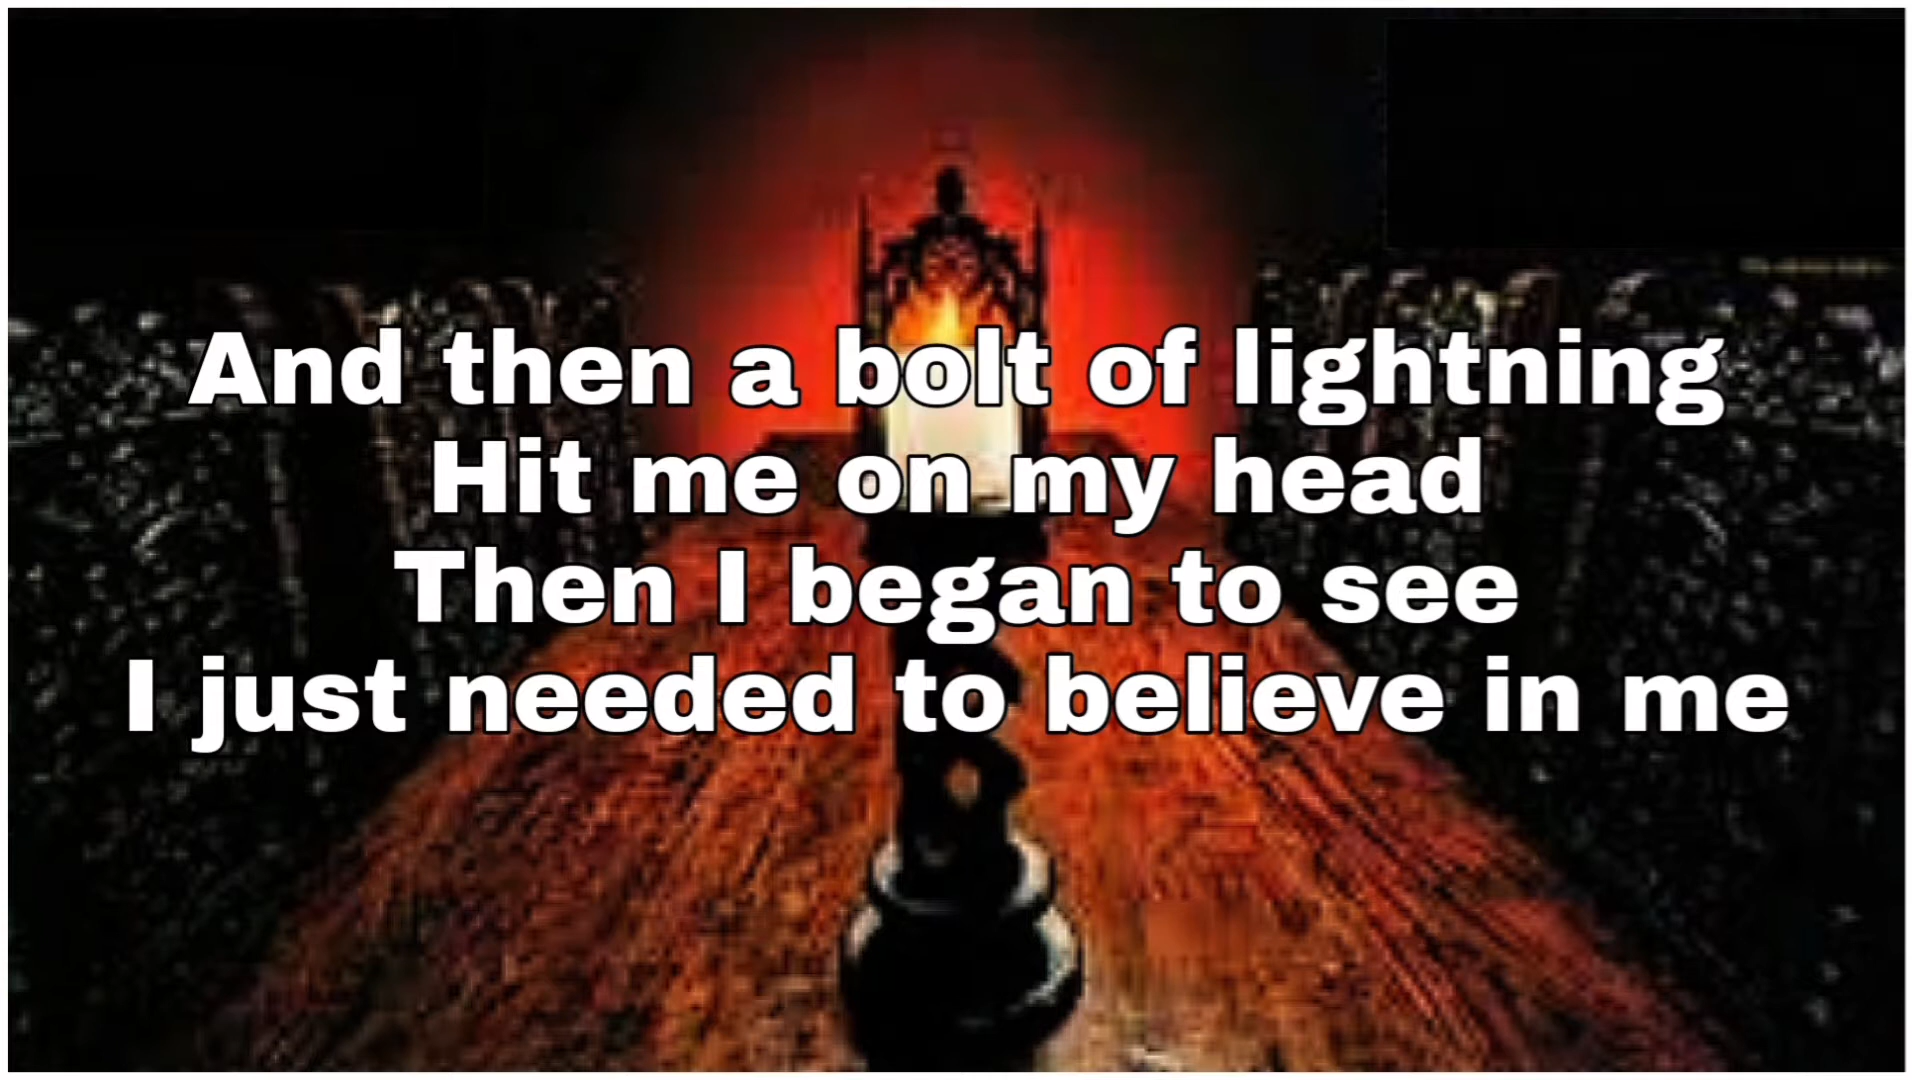 And then a bolt of lightning
Hit me on my head
Then I began to see
I just needed to believe in me